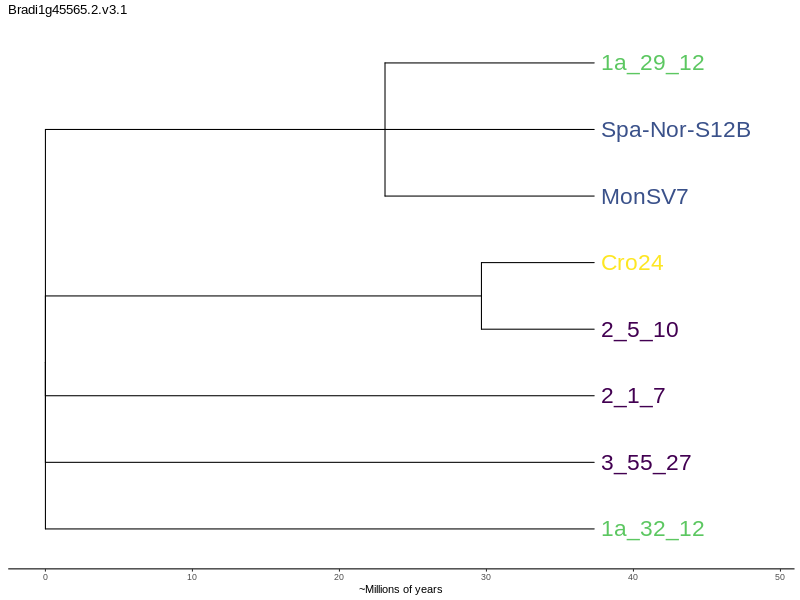 Bradi1g45565.2.v3.1
1a_29_12
Spa-Nor-S12B
MonSV7
Cro24
2_5_10
2_1_7
3_55_27
1a_32_12
0 10 20 30 40 50
~Millions of years